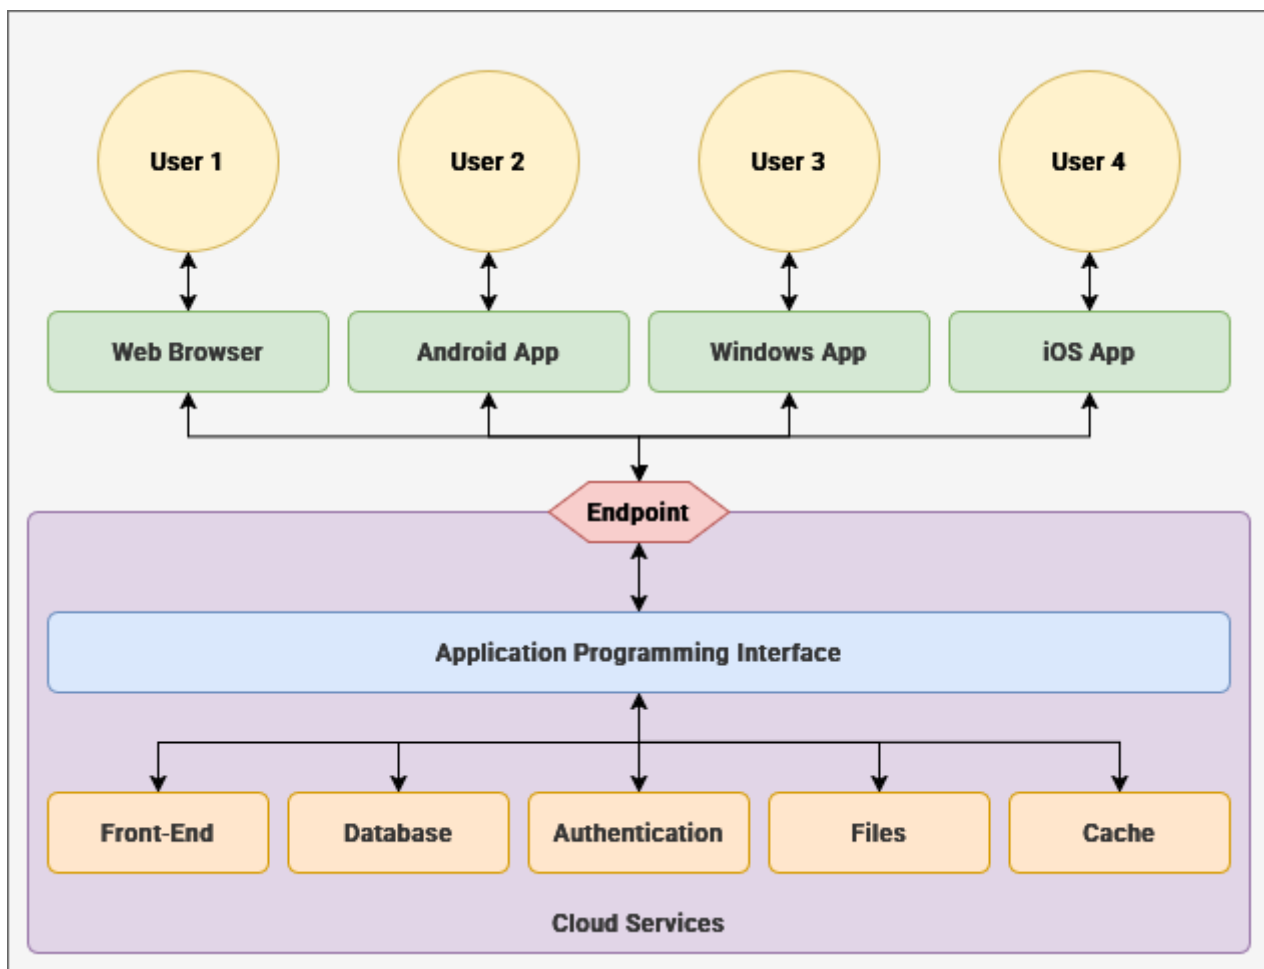 User 1
User 2
User 3
User 4
Web Browser
Android App
Windows App
iOS App
Endpoint
Application Programming Interface
Front-End
Database
Authentication
Files
Cache
Cloud Services